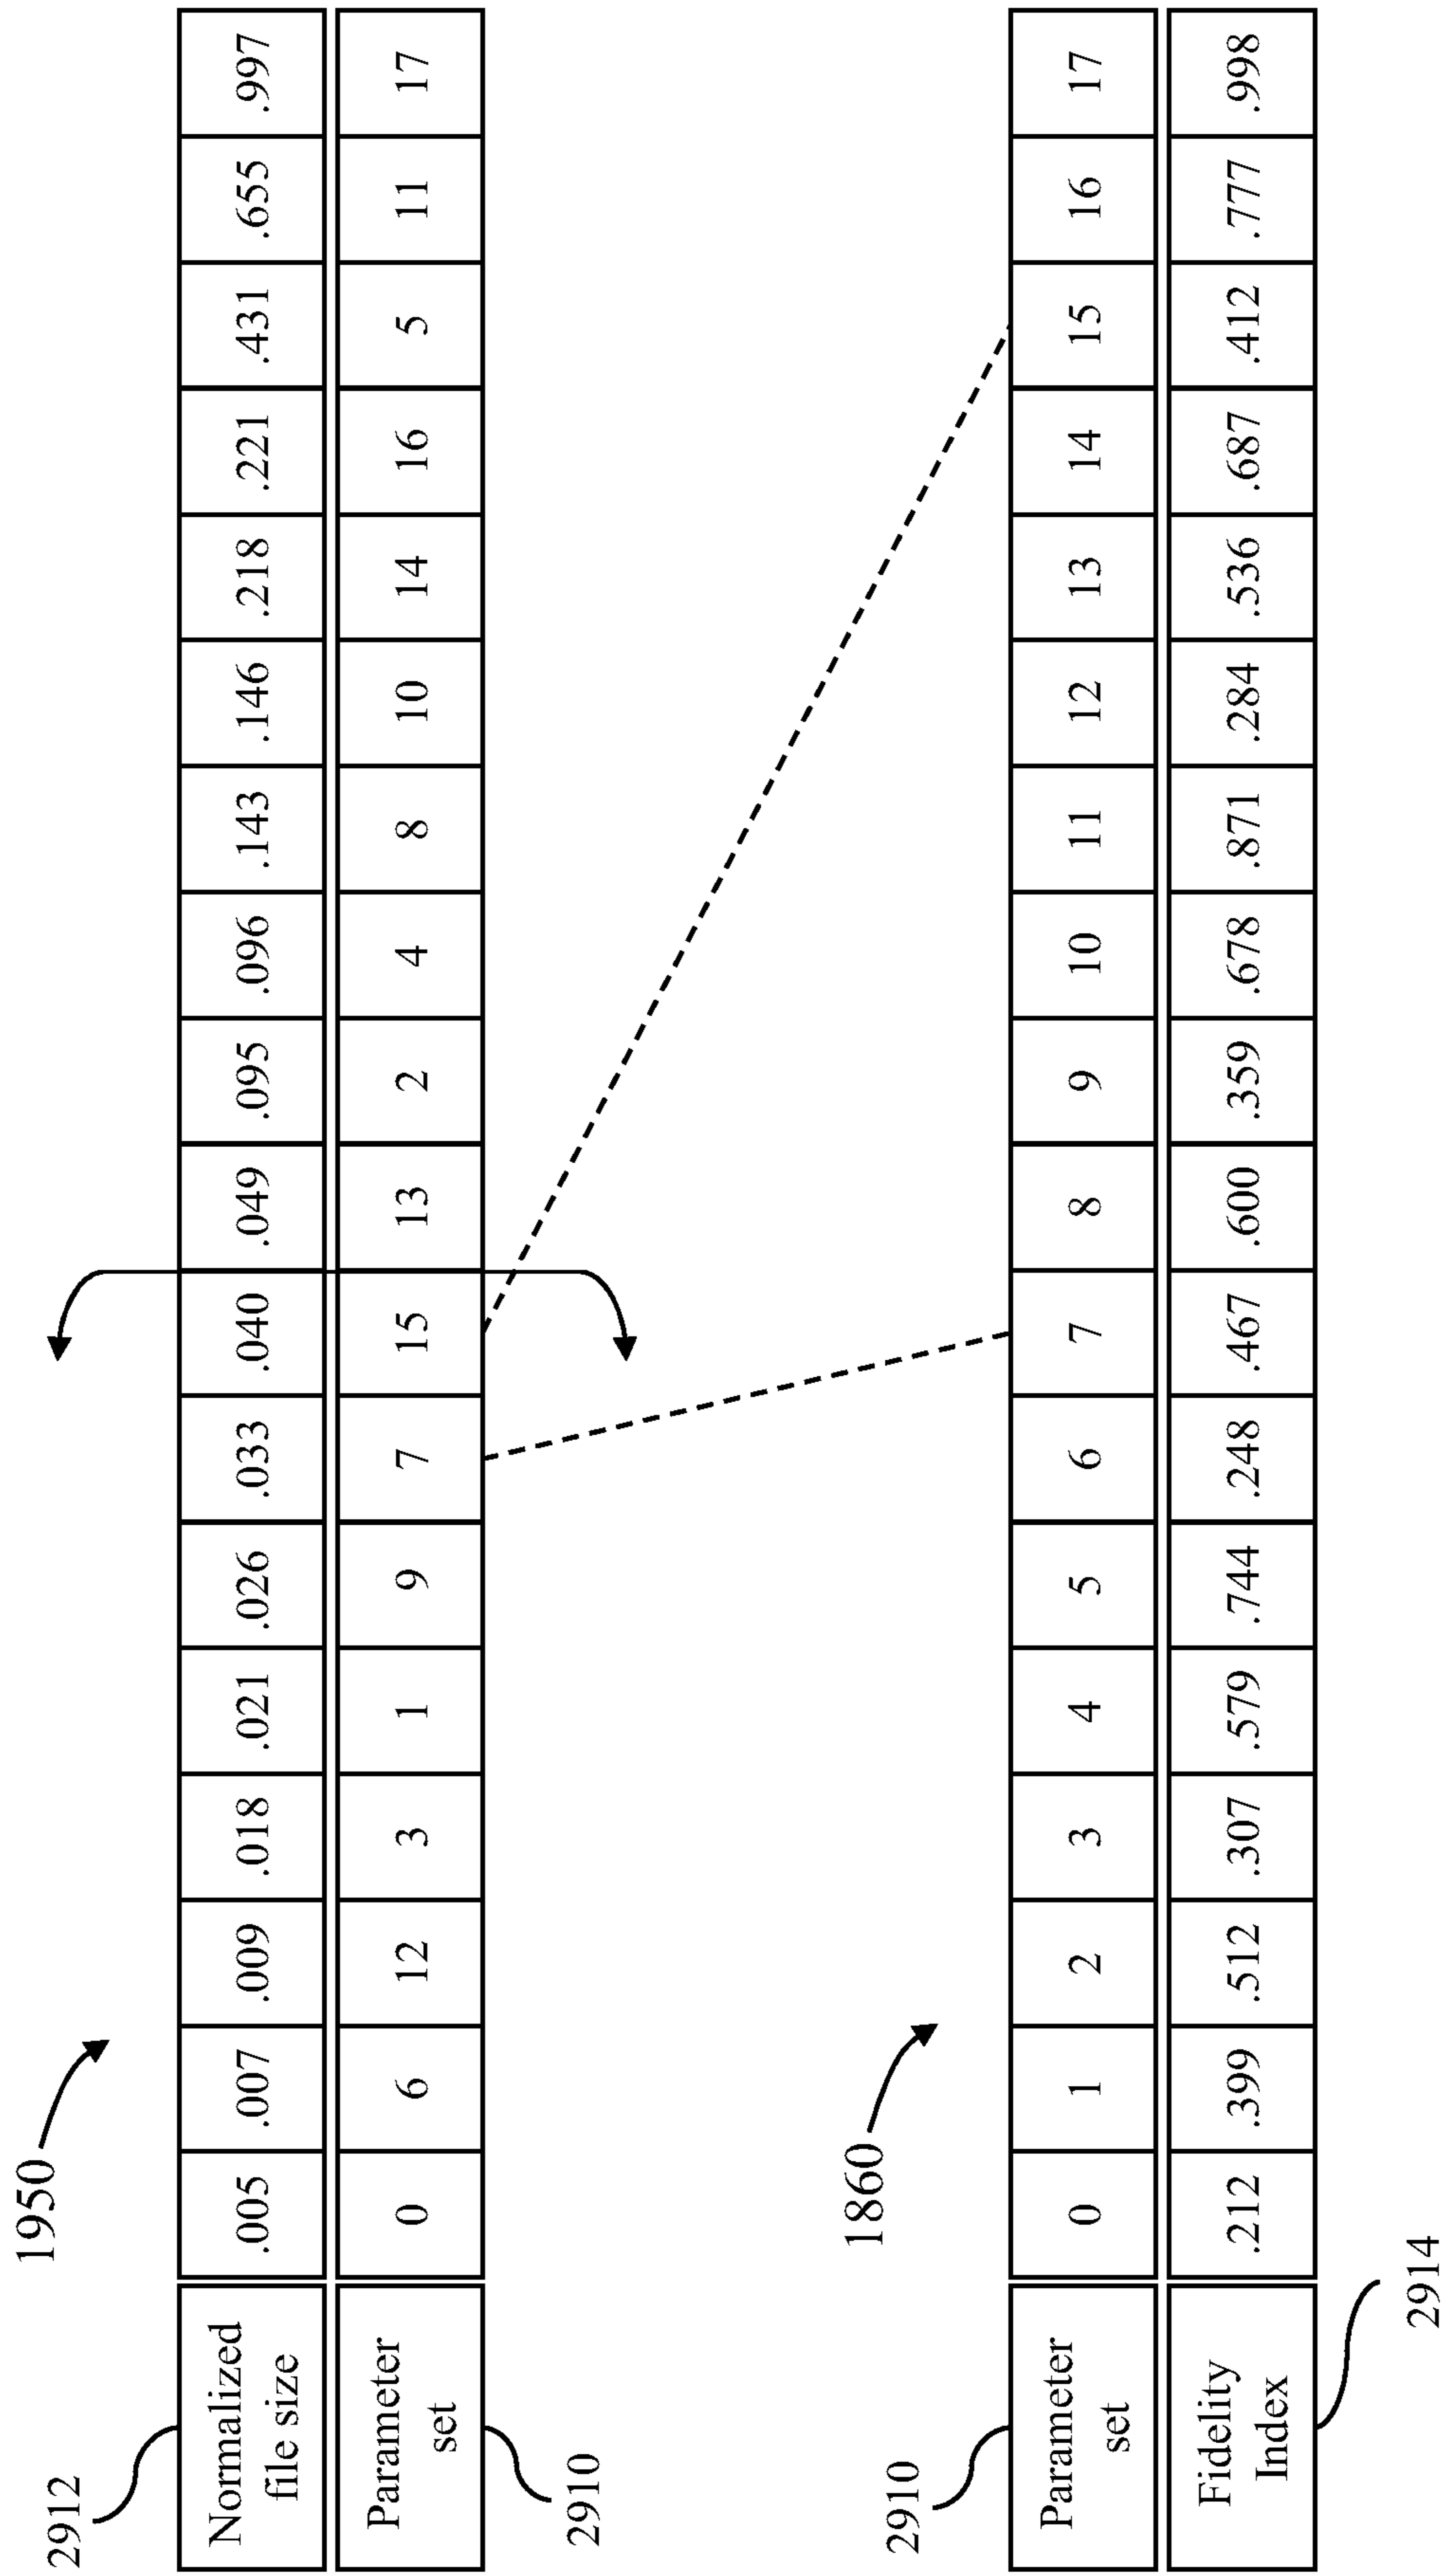 1950
2912
Normalized
file size
.005 .007 .009 .018 .021 .026 .033 .040 .049 .095 .096 .143 .146 .218 .221 .431 .655 .997
Parameter
set
0 6 12 3 1 9 7 15 13 2 4 8 10 14 16 5 11 17
2910
1860
2910
Parameter
set
0 1 2 3 4 5 6 7 8 9 10 11 12 13 14 15 16 17
Fidelity
Index
.212 .399 .512 .307 .579 .744 .248 .467 .600 .359 .678 .871 .284 .536 .687 .412 .777 .998
2914